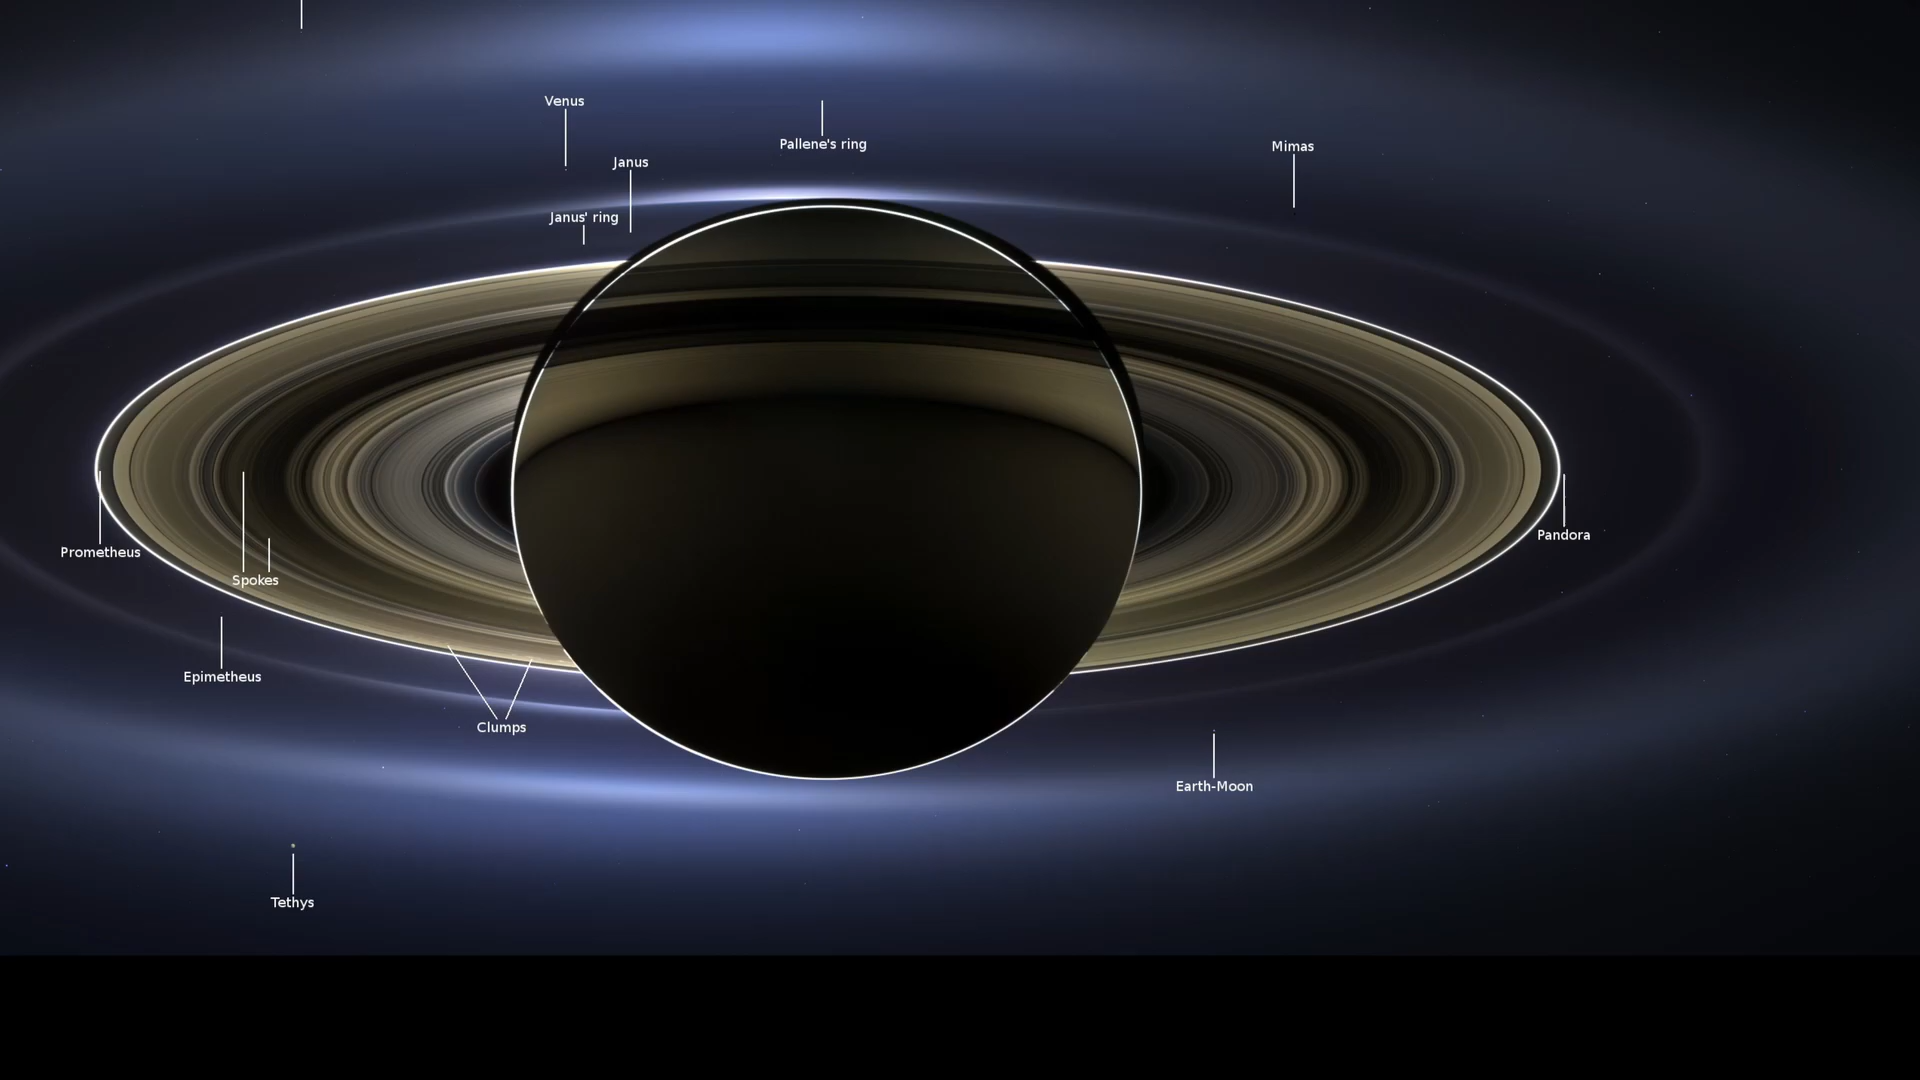 Venus
Pallene's ring
Mimas
Janus
Janus' ring
Pandora
Prometheus
Spokes
Epimetheus
Clumps
Earth-Moon
Tethys